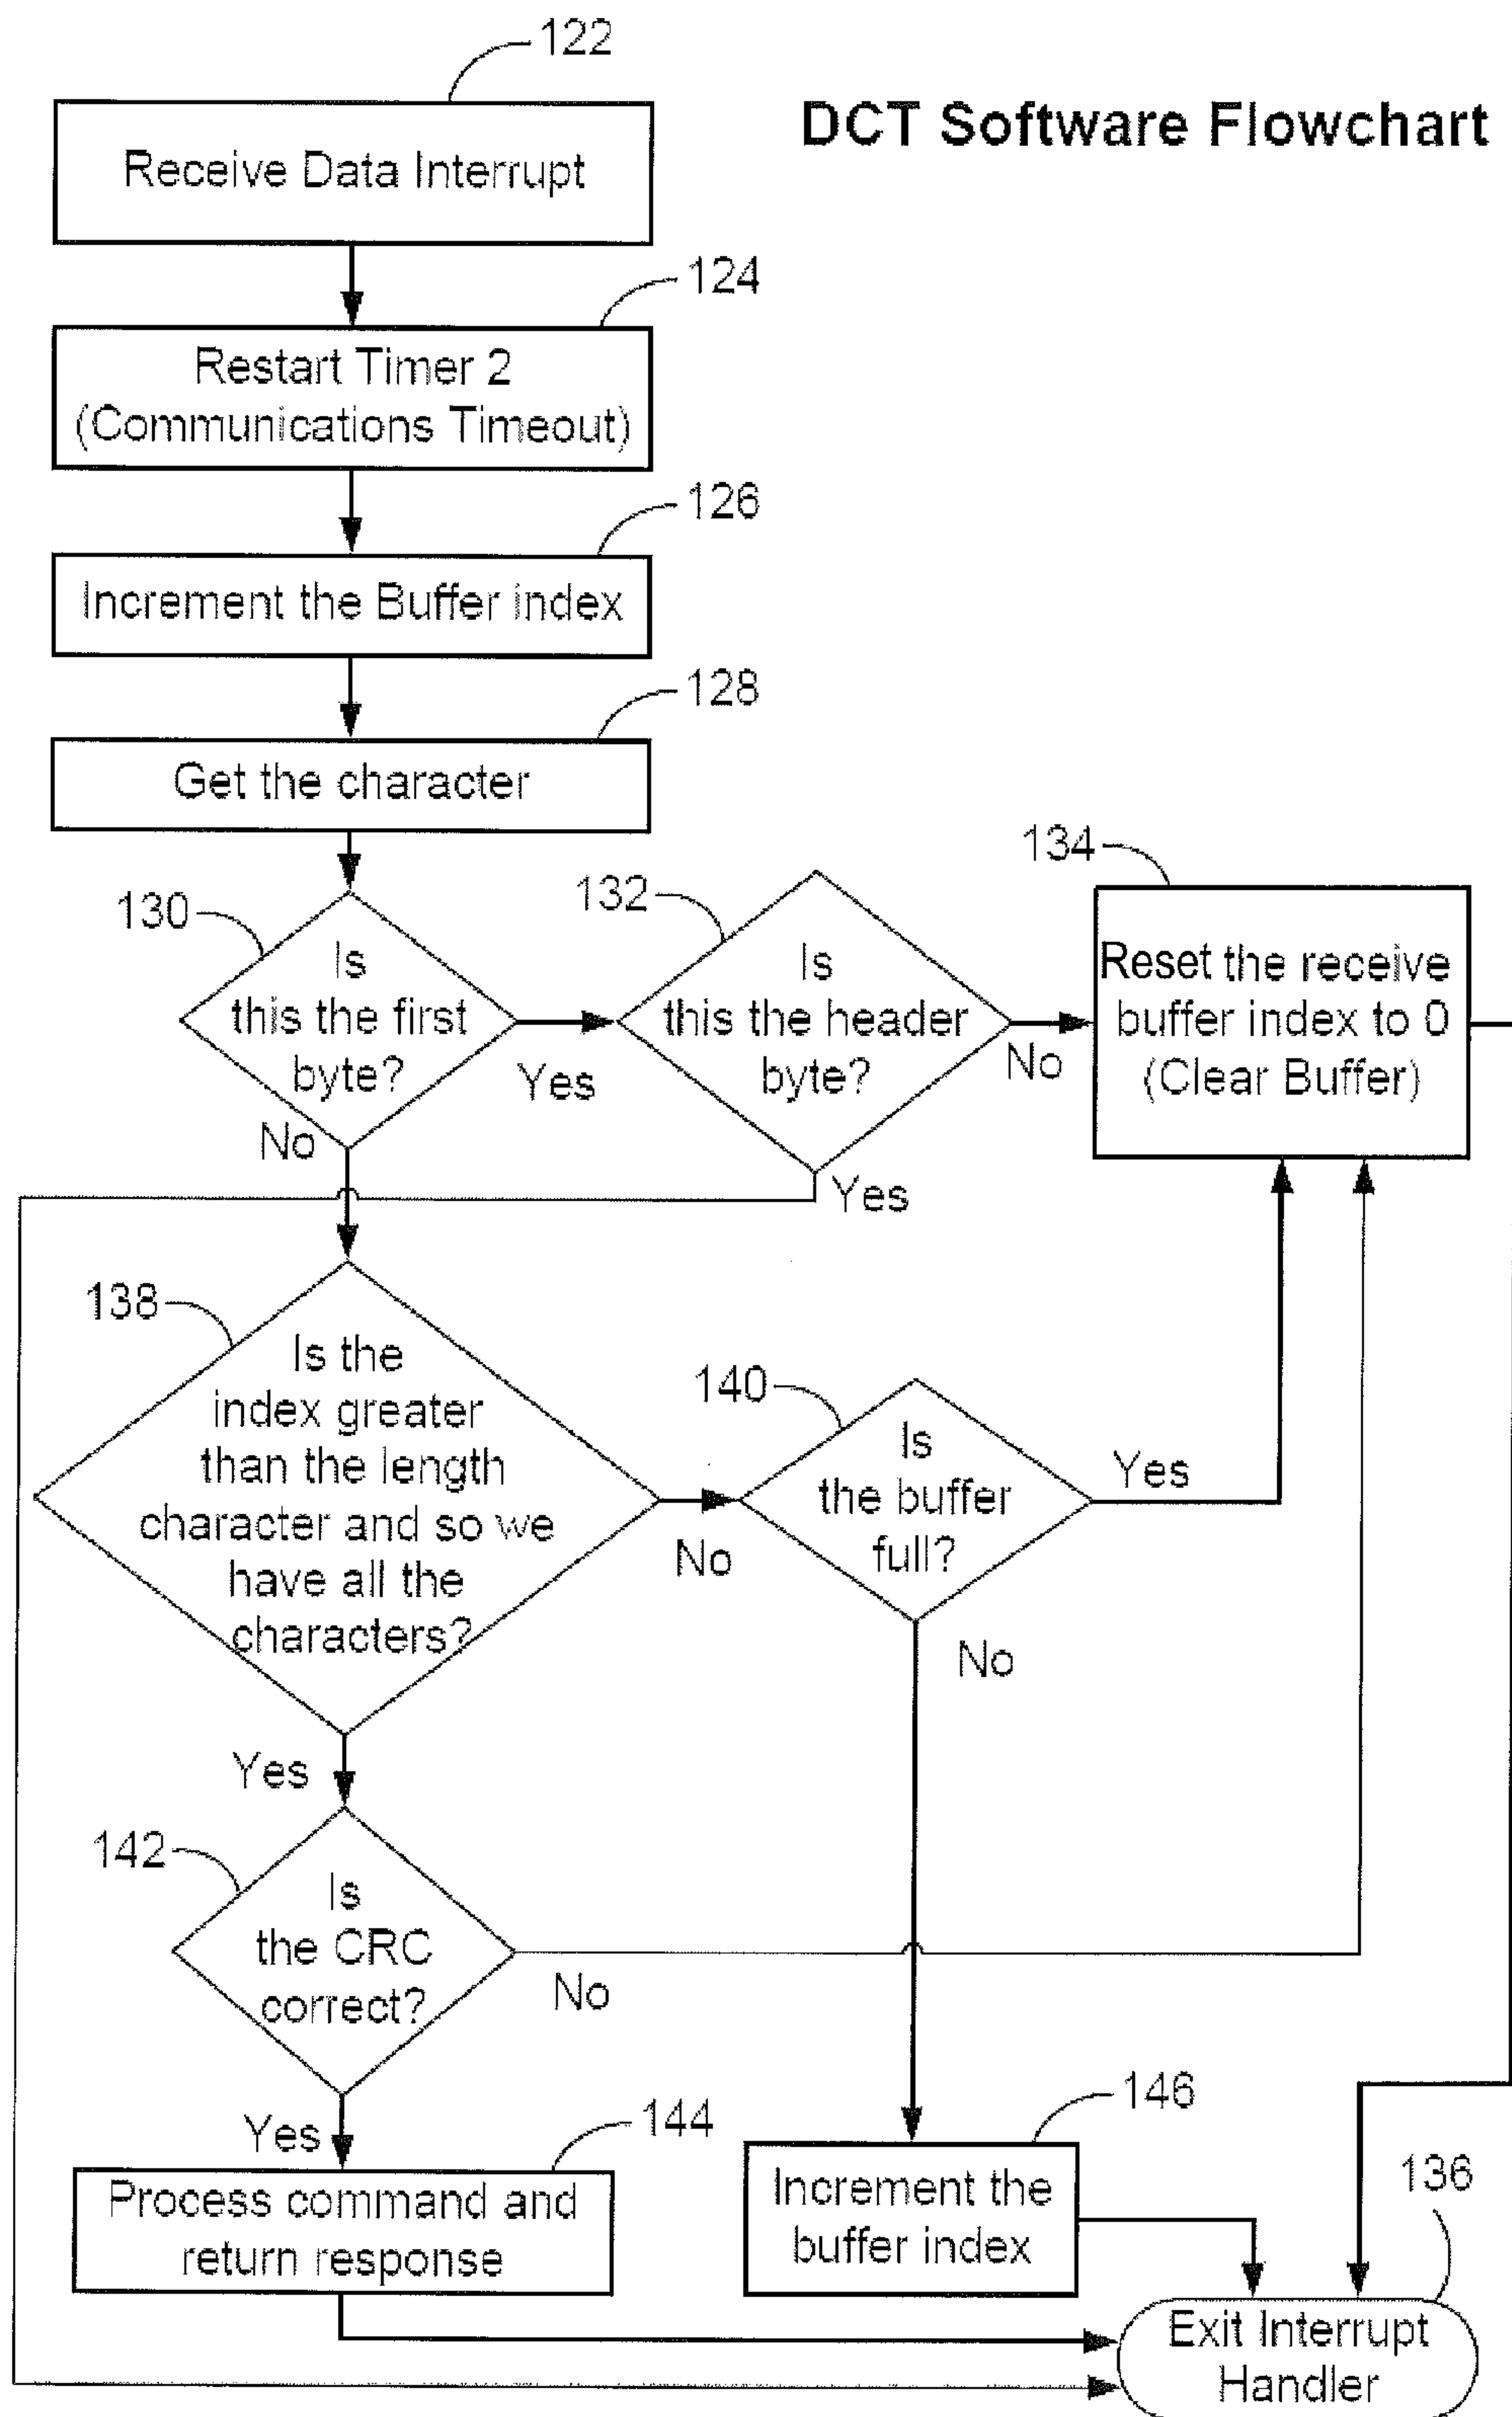 DCT Software Flowchart
122
Receive Data Interrupt
124
Restart Timer 2
(Communications Timeout)
126
Increment the Buffer index
128
Get the character
130
Is
this the first
byte?
Yes
No
132
Is
this the header
byte?
No
Yes
134
Reset the receive
buffer index to 0
(Clear Buffer)
138
Is the
index greater
than the length
character and so we
have all the
characters?
No
Yes
140
Is
the buffer
full?
Yes
No
142
Is
the CRC
correct?
No
Yes
144
Process command and
return response
146
Increment the
buffer index
136
Exit Interrupt
Handler